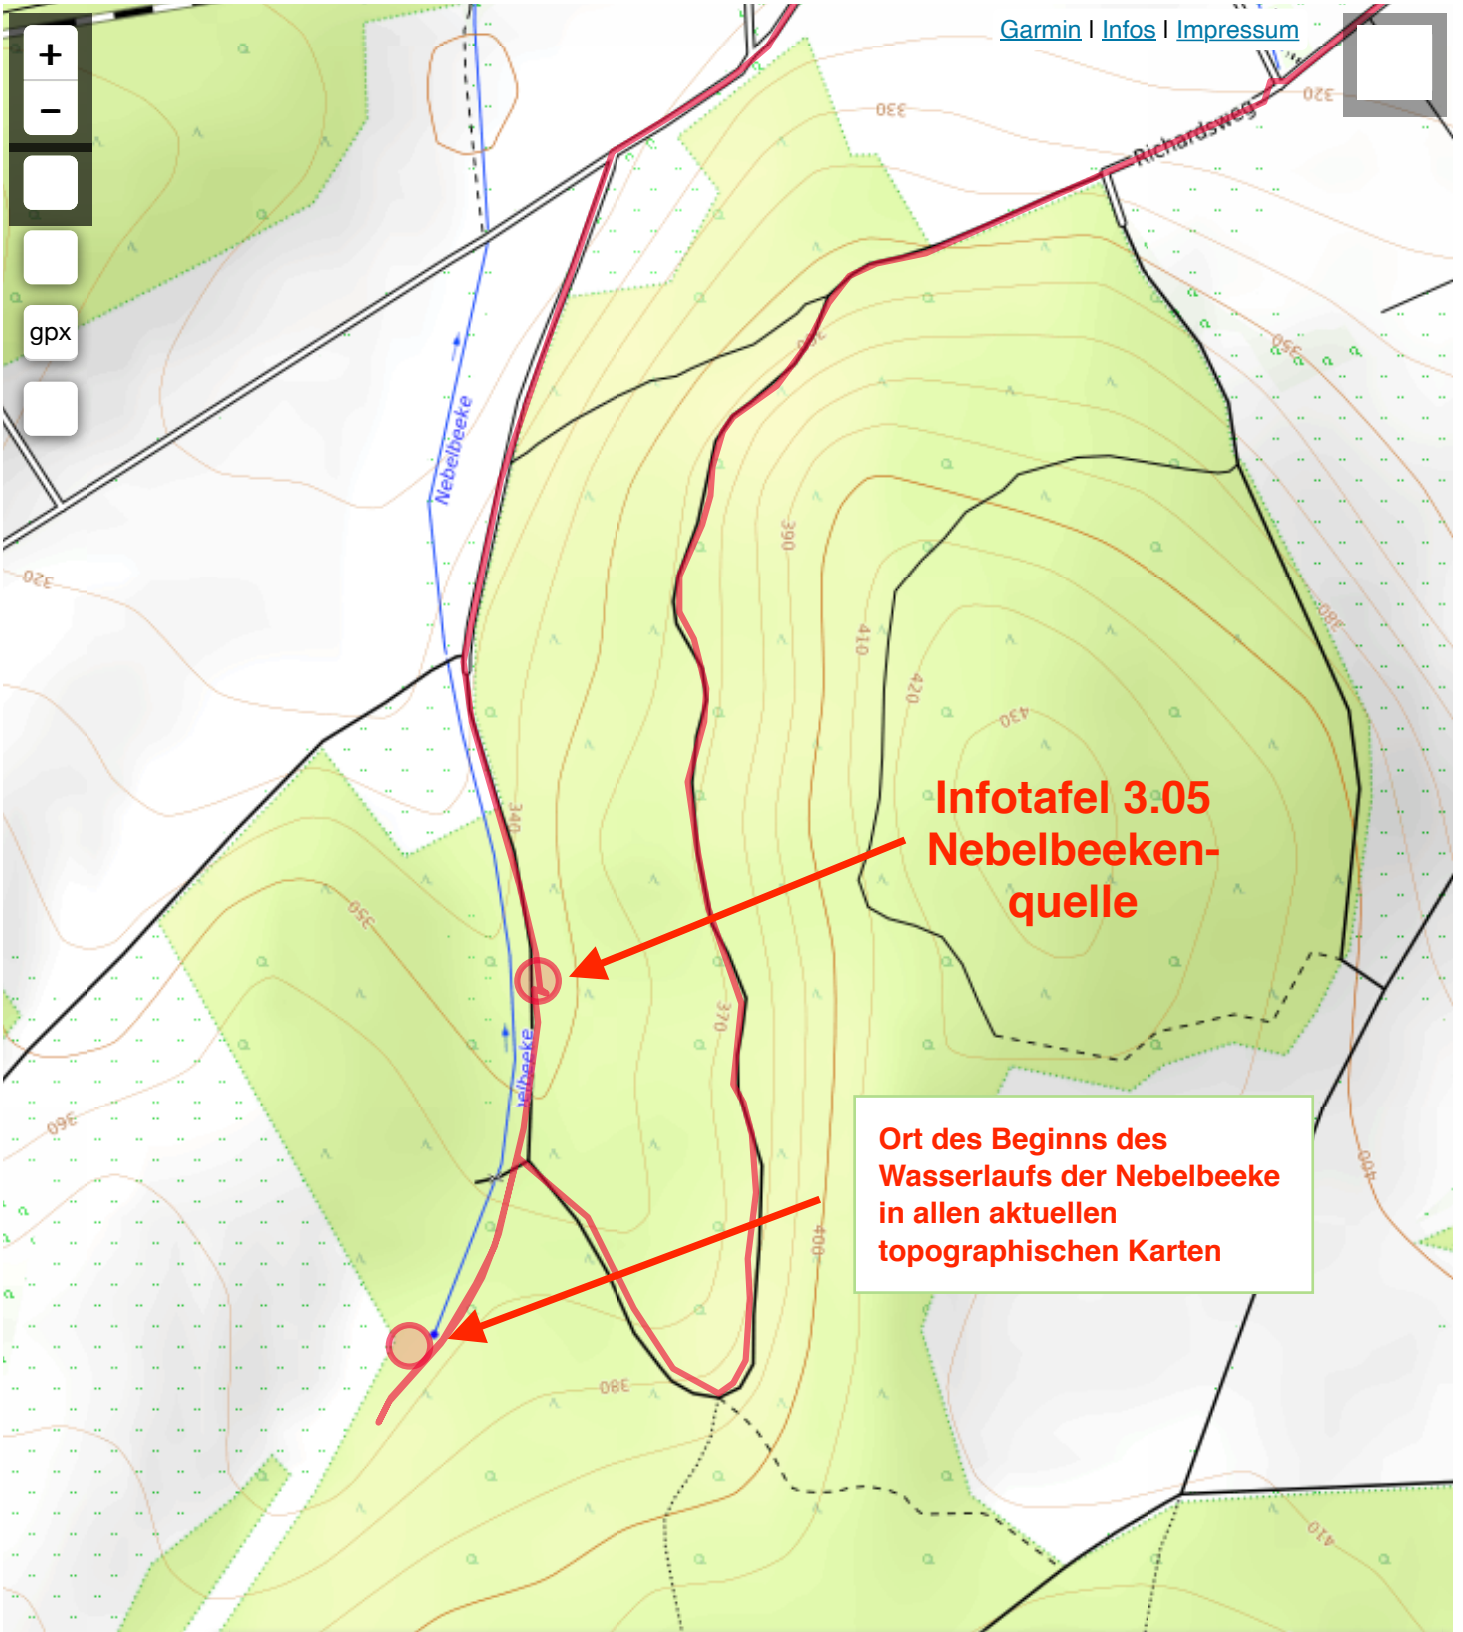 +
Garmin | Infos | Impressum
−
330
320
Richardsweg
gpx
360
350
Nebelbeeke
390
320
380
410
420
430
340
Infotafel 3.05
Nebelbeeken-
quelle
350
370
elbeeke
360
Ort des Beginns des
Wasserlaufs der Nebelbeeke
in allen aktuellen
topographischen Karten
400
400
380
410